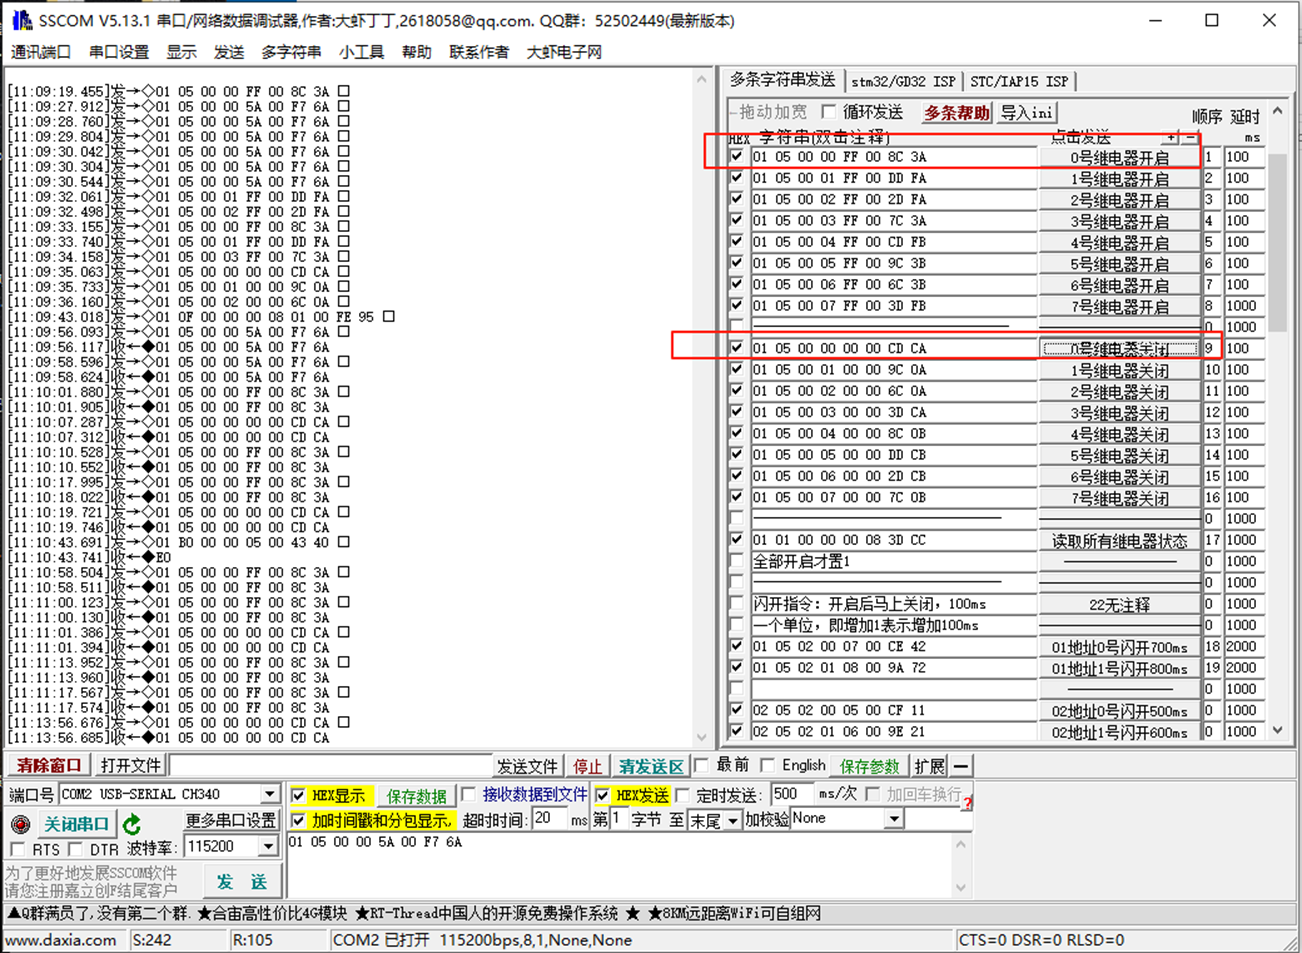 SSCOM V5.13.1 串口/网络数据调试器,作者:大虾丁丁,2618058@qq.com. QQ群: 52502449(最新版本)
通讯端口 串口设置 显示 发送 多字符串 小工具 帮助 联系作者 大虾电子网
[11:09:19.455]发→◇01 05 00 00 FF 00 8C 3A □
[11:09:27.912]发→◇01 05 00 00 5A 00 F7 6A □
[11:09:28.760]发→◇01 05 00 00 5A 00 F7 6A □
[11:09:29.804]发→◇01 05 00 00 5A 00 F7 6A □
[11:09:30.042]发→◇01 05 00 00 5A 00 F7 6A □
[11:09:30.304]发→◇01 05 00 00 5A 00 F7 6A □
[11:09:30.544]发→◇01 05 00 00 5A 00 F7 6A □
[11:09:32.061]发→◇01 05 00 01 FF 00 DD FA □
[11:09:32.498]发→◇01 05 00 02 FF 00 2D FA □
[11:09:33.155]发→◇01 05 00 00 FF 00 8C 3A □
[11:09:33.740]发→◇01 05 00 01 FF 00 DD FA □
[11:09:34.158]发→◇01 05 00 03 FF 00 7C 3A □
[11:09:35.063]发→◇01 05 00 00 00 00 CD CA □
[11:09:35.733]发→◇01 05 00 01 00 00 9C 0A □
[11:09:36.160]发→◇01 05 00 02 00 00 6C 0A □
[11:09:43.018]发→◇01 0F 00 00 00 08 01 00 FE 95 □
[11:09:56.093]发→◇01 05 00 00 5A 00 F7 6A □
[11:09:56.117]收←◆01 05 00 00 5A 00 F7 6A
[11:09:58.596]发→◇01 05 00 00 5A 00 F7 6A □
[11:09:58.624]收←◆01 05 00 00 5A 00 F7 6A
[11:10:01.880]发→◇01 05 00 00 FF 00 8C 3A □
[11:10:01.905]收←◆01 05 00 00 FF 00 8C 3A
[11:10:07.287]发→◇01 05 00 00 00 00 CD CA □
[11:10:07.312]收←◆01 05 00 00 00 00 CD CA
[11:10:10.528]发→◇01 05 00 00 FF 00 8C 3A □
[11:10:10.552]收←◆01 05 00 00 FF 00 8C 3A
[11:10:17.995]发→◇01 05 00 00 FF 00 8C 3A □
[11:10:18.022]收←◆01 05 00 00 FF 00 8C 3A
[11:10:19.721]发→◇01 05 00 00 00 00 CD CA □
[11:10:19.746]收←◆01 05 00 00 00 00 CD CA
[11:10:43.691]发→◇01 B0 00 00 05 00 43 40 □
[11:10:43.741]收←◆E0
[11:10:58.504]发→◇01 05 00 00 FF 00 8C 3A □
[11:10:58.511]收←◆01 05 00 00 FF 00 8C 3A
[11:11:00.123]发→◇01 05 00 00 FF 00 8C 3A □
[11:11:00.130]收←◆01 05 00 00 FF 00 8C 3A
[11:11:01.386]发→◇01 05 00 00 00 00 CD CA □
[11:11:01.394]收←◆01 05 00 00 00 00 CD CA
[11:11:13.952]发→◇01 05 00 00 FF 00 8C 3A □
[11:11:13.960]收←◆01 05 00 00 FF 00 8C 3A
[11:11:17.567]发→◇01 05 00 00 FF 00 8C 3A □
[11:11:17.574]收←◆01 05 00 00 FF 00 8C 3A
[11:13:56.676]发→◇01 05 00 00 00 00 CD CA □
[11:13:56.685]收←◆01 05 00 00 00 00 CD CA
多条字符串发送 stm32/GD32 ISP STC/IAP15 ISP
拖动加宽 循环发送 多条帮助 导入ini 顺序 延时
HEX 字符串(双击注释) 点击发送 + − ms
01 05 00 00 FF 00 8C 3A 0号继电器开启 1 100
01 05 00 01 FF 00 DD FA 1号继电器开启 2 100
01 05 00 02 FF 00 2D FA 2号继电器开启 3 100
01 05 00 03 FF 00 7C 3A 3号继电器开启 4 100
01 05 00 04 FF 00 CD FB 4号继电器开启 5 100
01 05 00 05 FF 00 9C 3B 5号继电器开启 6 100
01 05 00 06 FF 00 6C 3B 6号继电器开启 7 100
01 05 00 07 FF 00 3D FB 7号继电器开启 8 1000
0 1000
01 05 00 00 00 00 CD CA 0号继电器关闭 9 100
01 05 00 01 00 00 9C 0A 1号继电器关闭 10 100
01 05 00 02 00 00 6C 0A 2号继电器关闭 11 100
01 05 00 03 00 00 3D CA 3号继电器关闭 12 100
01 05 00 04 00 00 8C 0B 4号继电器关闭 13 100
01 05 00 05 00 00 DD CB 5号继电器关闭 14 100
01 05 00 06 00 00 2D CB 6号继电器关闭 15 100
01 05 00 07 00 00 7C 0B 7号继电器关闭 16 100
0 1000
01 01 00 00 00 08 3D CC 读取所有继电器状态 17 1000
全部开启才置1 0 1000
0 1000
闪开指令: 开启后马上关闭, 100ms 22无注释 0 1000
一个单位, 即增加1表示增加100ms 0 1000
01 05 02 00 07 00 CE 42 01地址0号闪开700ms 18 2000
01 05 02 01 08 00 9A 72 01地址1号闪开800ms 19 2000
0 1000
02 05 02 00 05 00 CF 11 02地址0号闪开500ms 0 1000
02 05 02 01 06 00 9E 21 02地址1号闪开600ms 0 1000
清除窗口 打开文件 发送文件 停止 清发送区 最前 English 保存参数 扩展 —
端口号 COM2 USB-SERIAL CH340 HEX显示 保存数据 接收数据到文件 HEX发送 定时发送: 500 ms/次 加回车换行 ?
关闭串口 更多串口设置 加时间戳和分包显示, 超时时间: 20 ms 第1 字节 至 末尾 加校验 None
RTS DTR 波特率: 115200
01 05 00 00 5A 00 F7 6A
为了更好地发展SSCOM软件
请您注册嘉立创F结尾客户
发 送
▲Q群满员了,没有第二个群. ★合宙高性价比4G模块 ★RT-Thread中国人的开源免费操作系统 ★ ★8KM远距离WiFi可自组网
www.daxia.com S:242 R:105 COM2 已打开 115200bps,8,1,None,None CTS=0 DSR=0 RLSD=0